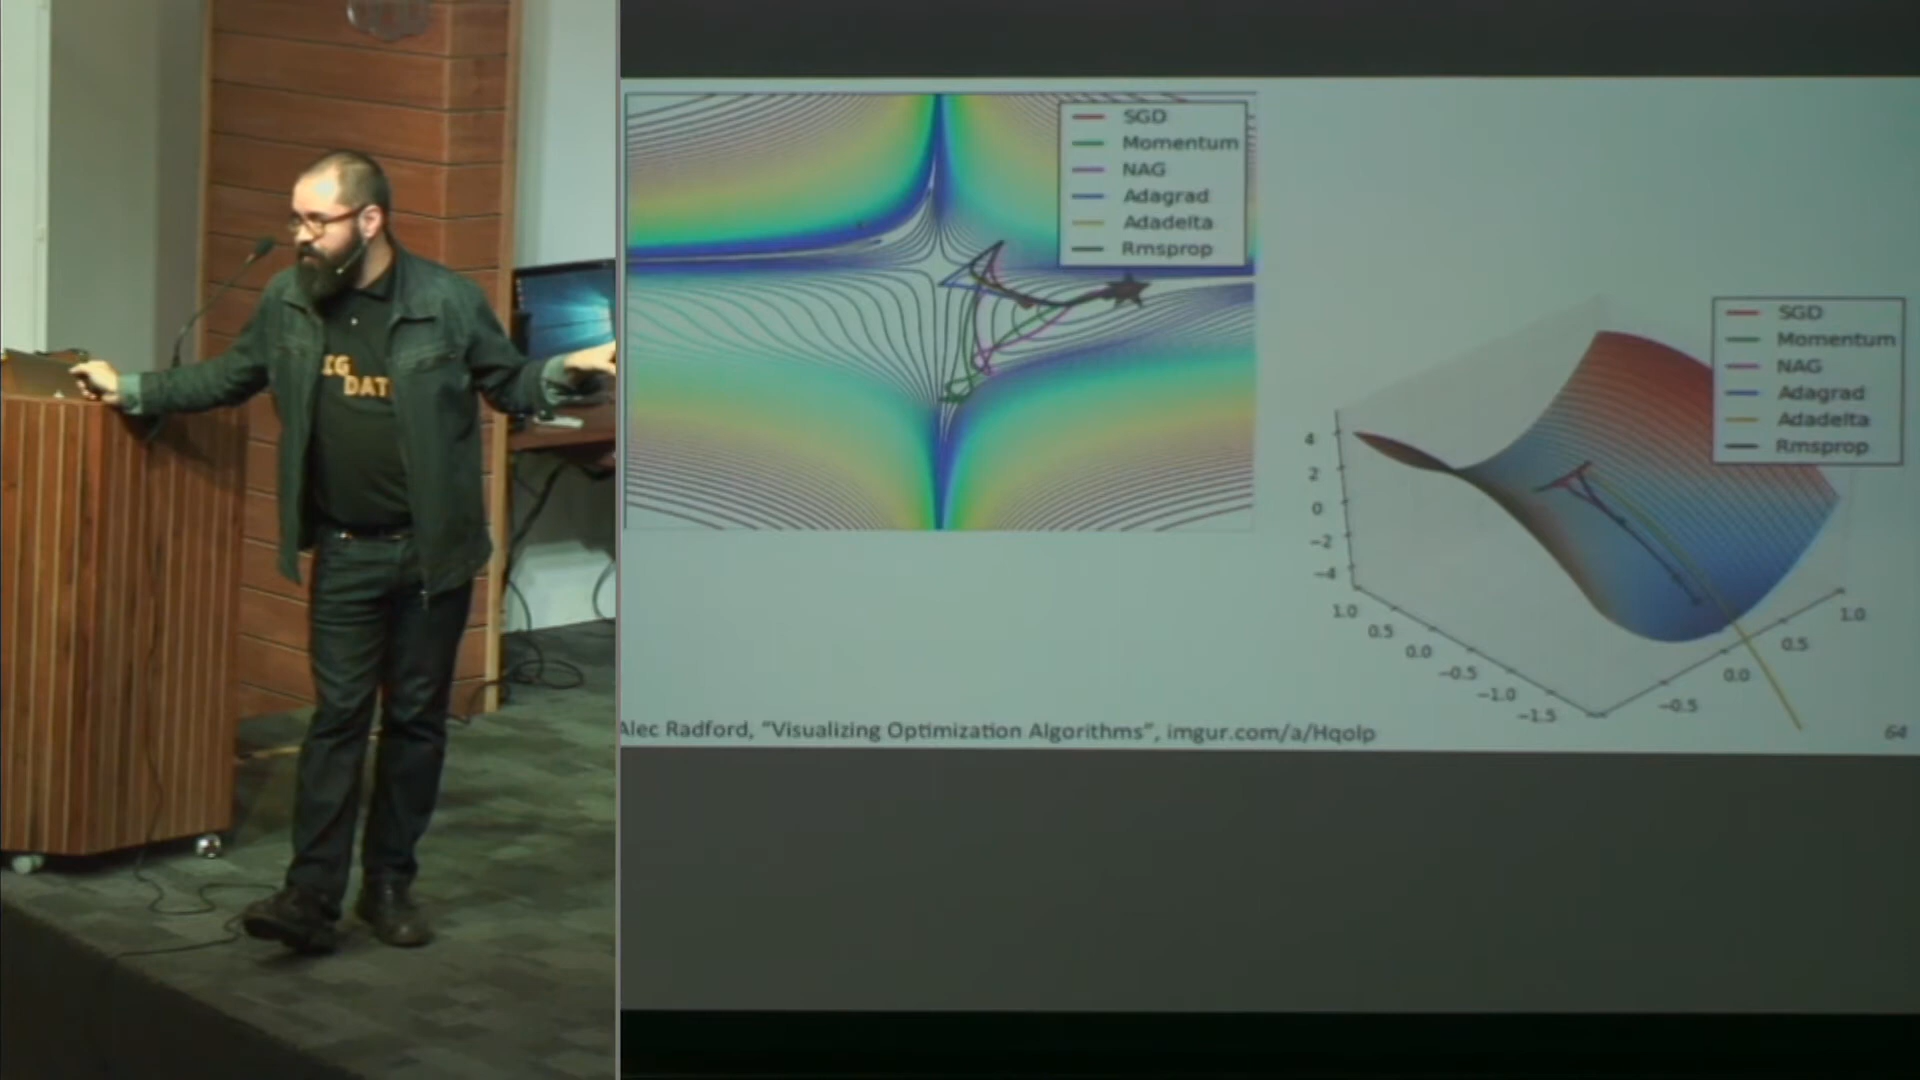 IG
DAT
SGD
Momentum
NAG
Adagrad
Adadelta
Rmsprop
SGD
Momentum
NAG
Adagrad
Adadelta
Rmsprop
4
2
0
−2
−4
1.0
0.5
0.0
−0.5
−1.0
−1.5
−0.5
0.0
0.5
1.0
Alec Radford, “Visualizing Optimization Algorithms”, imgur.com/a/Hqolp
64